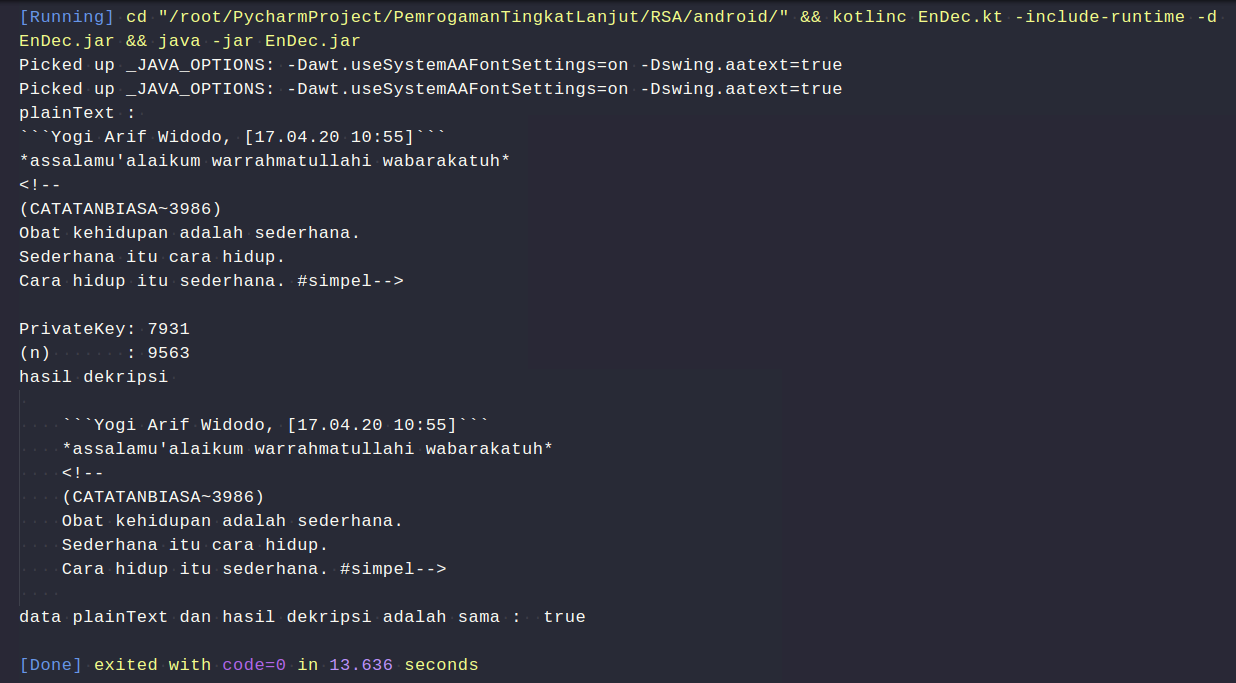 [Running] cd "/root/PycharmProject/PemrogamanTingkatLanjut/RSA/android/" && kotlinc EnDec.kt -include-runtime -d
EnDec.jar && java -jar EnDec.jar
Picked up _JAVA_OPTIONS: -Dawt.useSystemAAFontSettings=on -Dswing.aatext=true
Picked up _JAVA_OPTIONS: -Dawt.useSystemAAFontSettings=on -Dswing.aatext=true
plainText :
```Yogi Arif Widodo, [17.04.20 10:55]```
*assalamu'alaikum warrahmatullahi wabarakatuh*
<!--
(CATATANBIASA~3986)
Obat kehidupan adalah sederhana.
Sederhana itu cara hidup.
Cara hidup itu sederhana. #simpel-->

PrivateKey: 7931
(n)       : 9563
hasil dekripsi

    ```Yogi Arif Widodo, [17.04.20 10:55]```
    *assalamu'alaikum warrahmatullahi wabarakatuh*
    <!--
    (CATATANBIASA~3986)
    Obat kehidupan adalah sederhana.
    Sederhana itu cara hidup.
    Cara hidup itu sederhana. #simpel-->

data plainText dan hasil dekripsi adalah sama :  true

[Done] exited with code=0 in 13.636 seconds